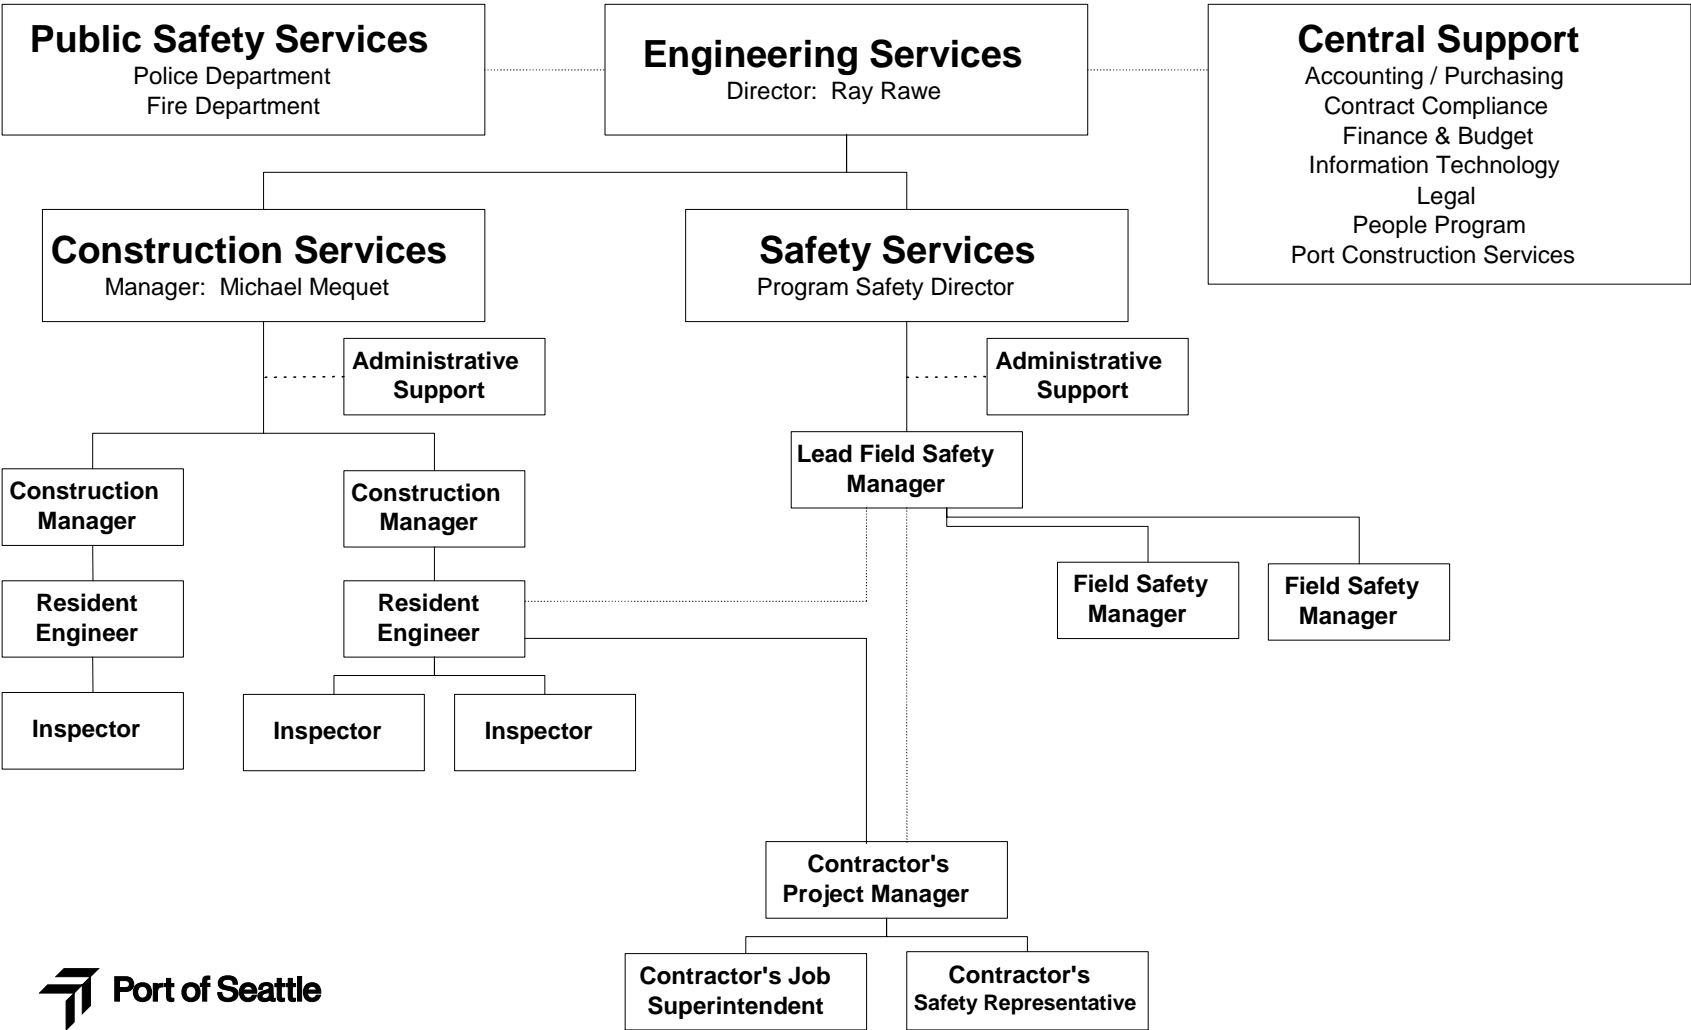 Public Safety Services
Police Department
Fire Department
Engineering Services
Director:  Ray Rawe
Central Support
Accounting / Purchasing
Contract Compliance
Finance & Budget
Information Technology
Legal
People Program
Port Construction Services
Construction Services
Manager:  Michael Mequet
Safety Services
Program Safety Director
Administrative
Support
Administrative
Support
Lead Field Safety
Manager
Construction
Manager
Construction
Manager
Field Safety
Manager
Field Safety
Manager
Resident
Engineer
Resident
Engineer
Inspector
Inspector
Inspector
Contractor's
Project Manager
Contractor's Job
Superintendent
Contractor's
Safety Representative
Port of Seattle